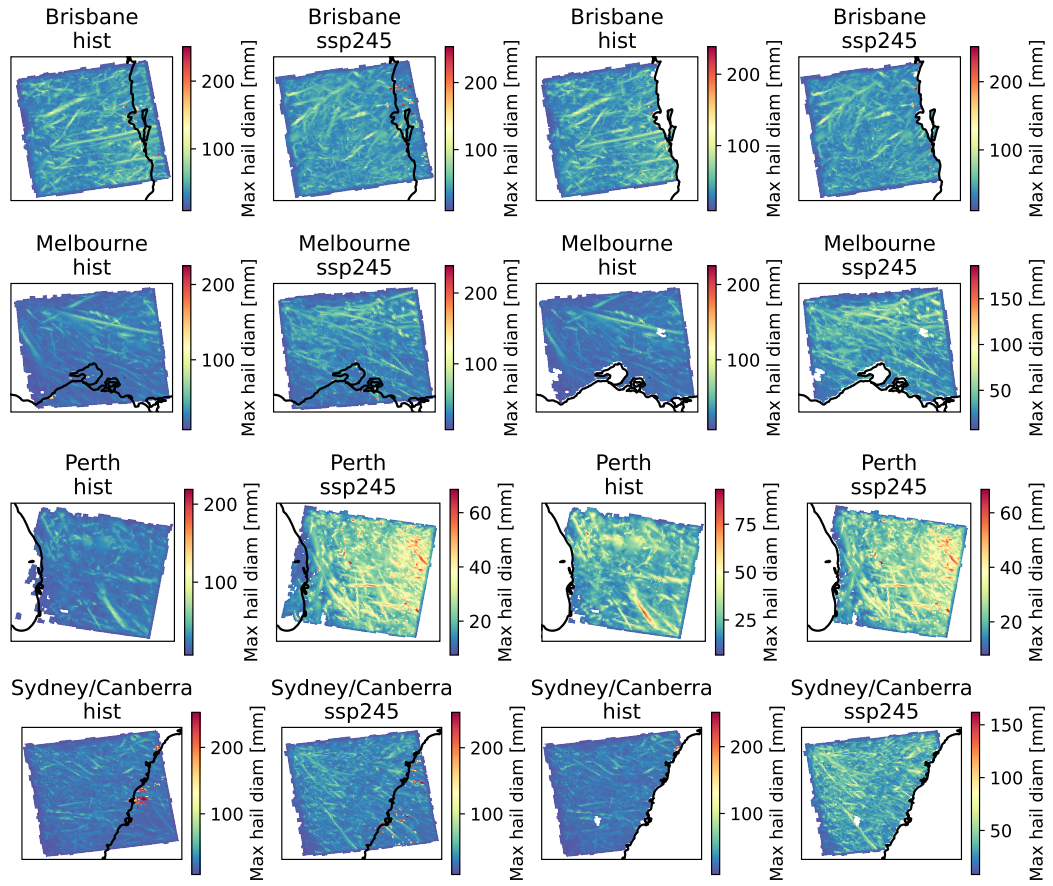 Brisbane
hist
Brisbane
ssp245
Brisbane
hist
Brisbane
ssp245
200
100
Max hail diam [mm]
200
100
Max hail diam [mm]
200
100
Max hail diam [mm]
200
100
Max hail diam [mm]
Melbourne
hist
Melbourne
ssp245
Melbourne
hist
Melbourne
ssp245
200
100
Max hail diam [mm]
200
100
Max hail diam [mm]
200
100
Max hail diam [mm]
150
100
50
Max hail diam [mm]
Perth
hist
Perth
ssp245
Perth
hist
Perth
ssp245
200
100
Max hail diam [mm]
60
40
20
Max hail diam [mm]
75
50
25
Max hail diam [mm]
60
40
20
Max hail diam [mm]
Sydney/Canberra
hist
Sydney/Canberra
ssp245
Sydney/Canberra
hist
Sydney/Canberra
ssp245
200
100
Max hail diam [mm]
200
100
Max hail diam [mm]
200
100
Max hail diam [mm]
150
100
50
Max hail diam [mm]